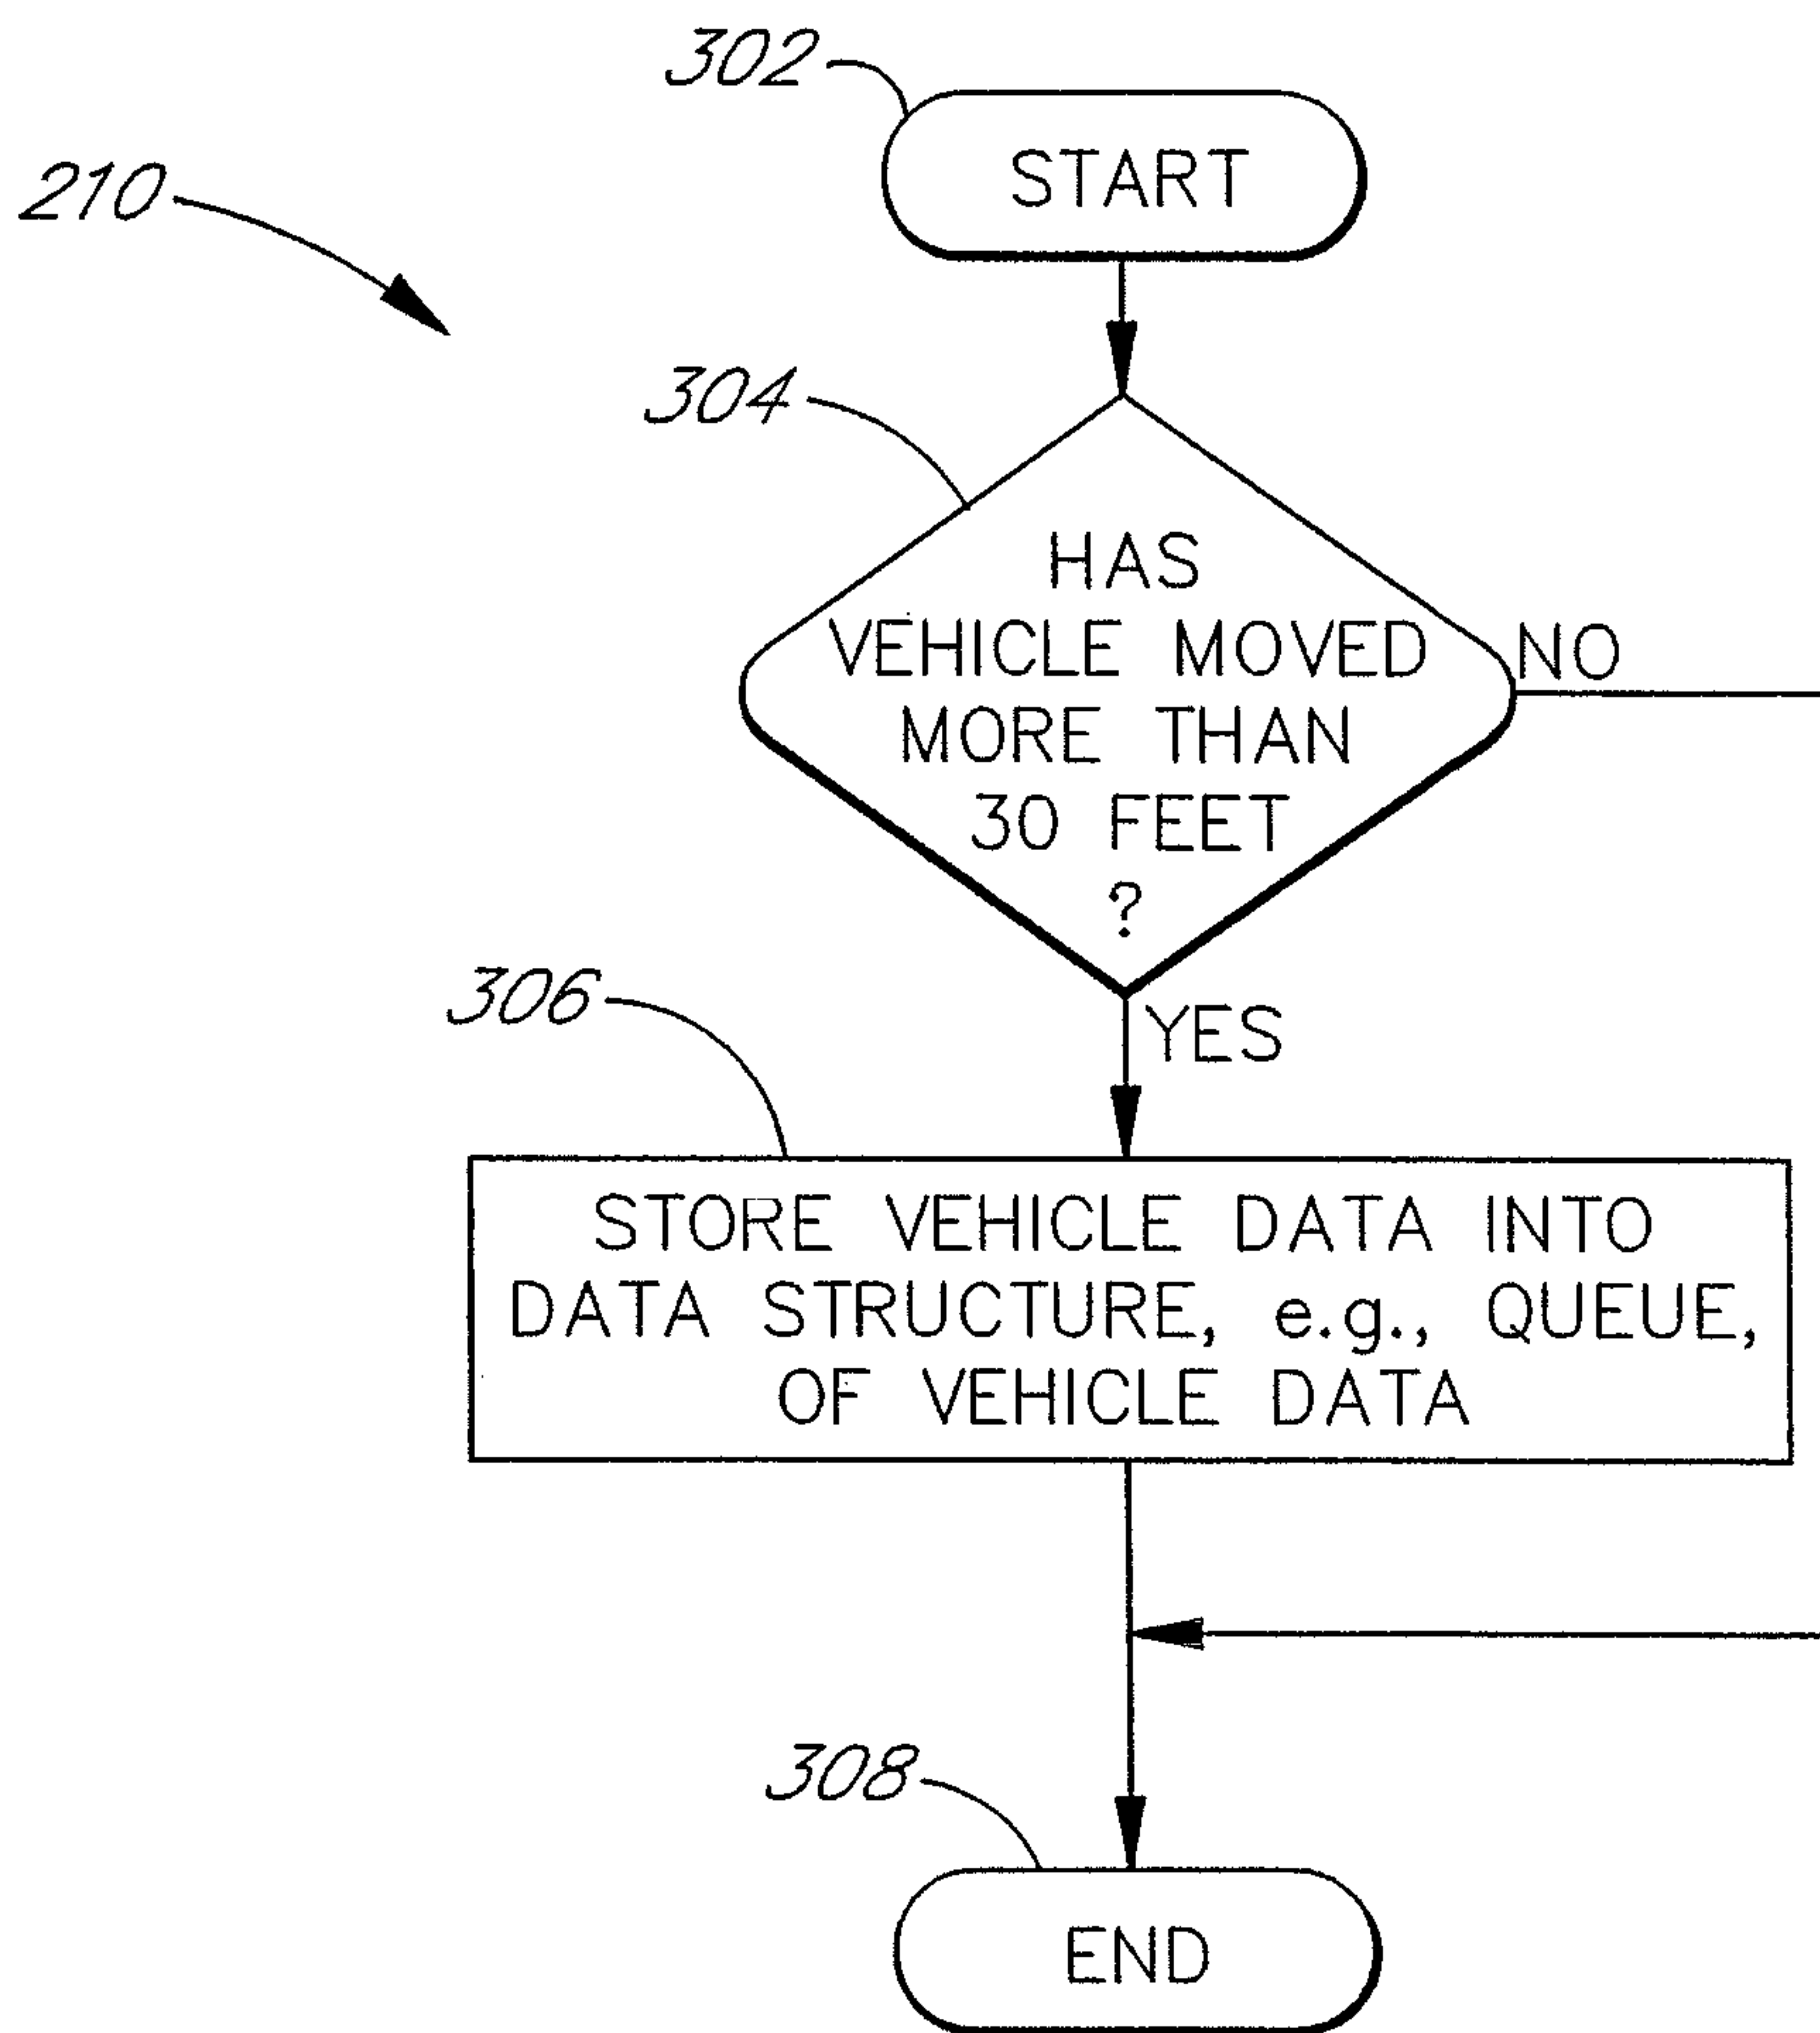 302
START
210
304
HAS
VEHICLE MOVED
MORE THAN
30 FEET
?
NO
306
YES
STORE VEHICLE DATA INTO
DATA STRUCTURE, e.g., QUEUE,
OF VEHICLE DATA
308
END